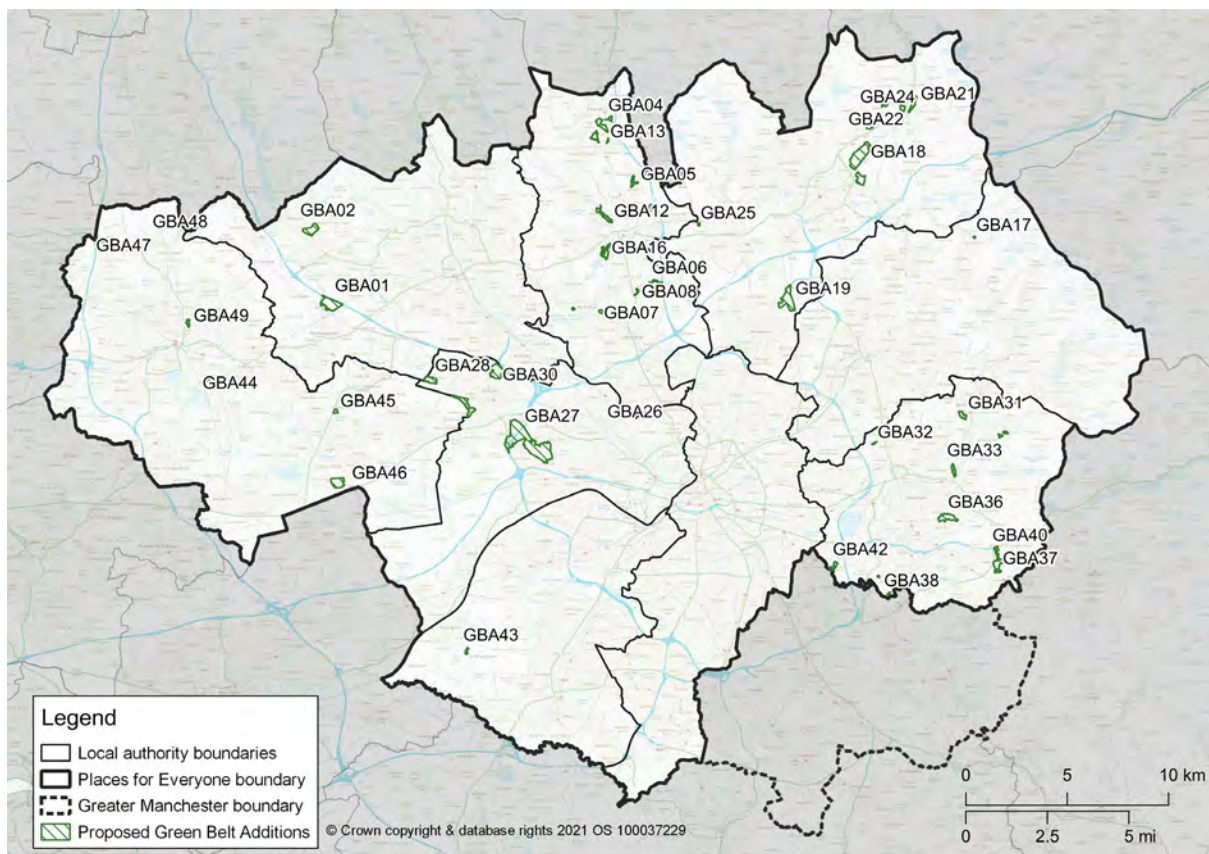 GBA04
GBA13
GBA24
GBA21
GBA22
GBA18
GBA05
GBA02
GBA12
GBA25
GBA48
GBA17
GBA47
GBA16
GBA06
GBA01
GBA08
GBA19
GBA49
GBA07
GBA28
GBA30
GBA44
GBA45
GBA27
GBA26
GBA31
GBA32
GBA33
GBA46
GBA36
GBA40
GBA42
GBA37
GBA38
GBA43
Legend
Local authority boundaries
Places for Everyone boundary
Greater Manchester boundary
Proposed Green Belt Additions
© Crown copyright & database rights 2021 OS 100037229
0 5 10 km
0 2.5 5 mi